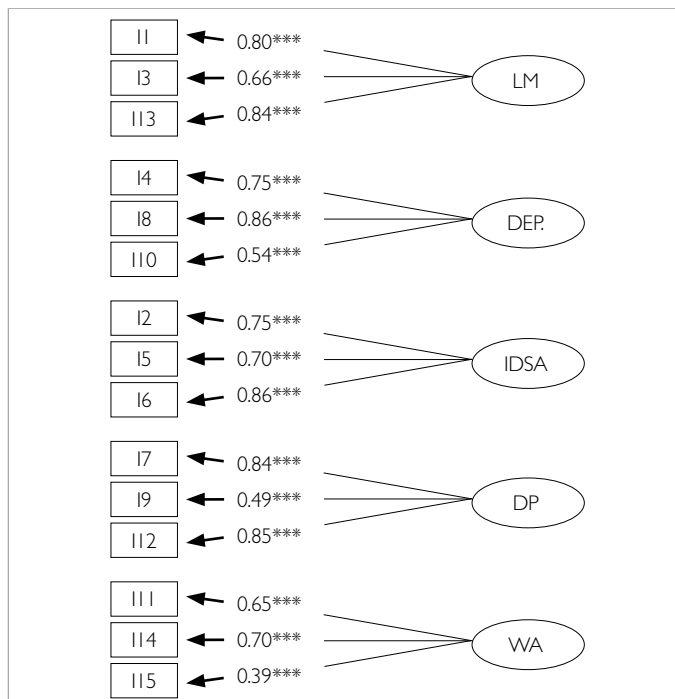 I1 0.80***
I3 0.66*** LM
I13 0.84***
I4 0.75***
I8 0.86*** DEP.
I10 0.54***
I2 0.75***
I5 0.70*** IDSA
I6 0.86***
I7 0.84***
I9 0.49*** DP
I12 0.85***
I11 0.65***
I14 0.70*** WA
I15 0.39***